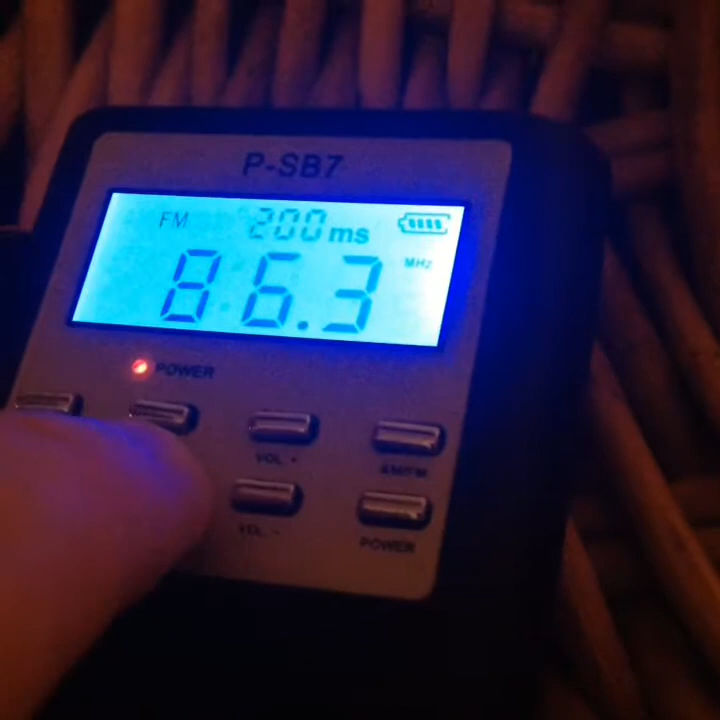 P-SB7
FM 200 ms
86.3 MHz
POWER
VOL + AM/FM
VOL - POWER